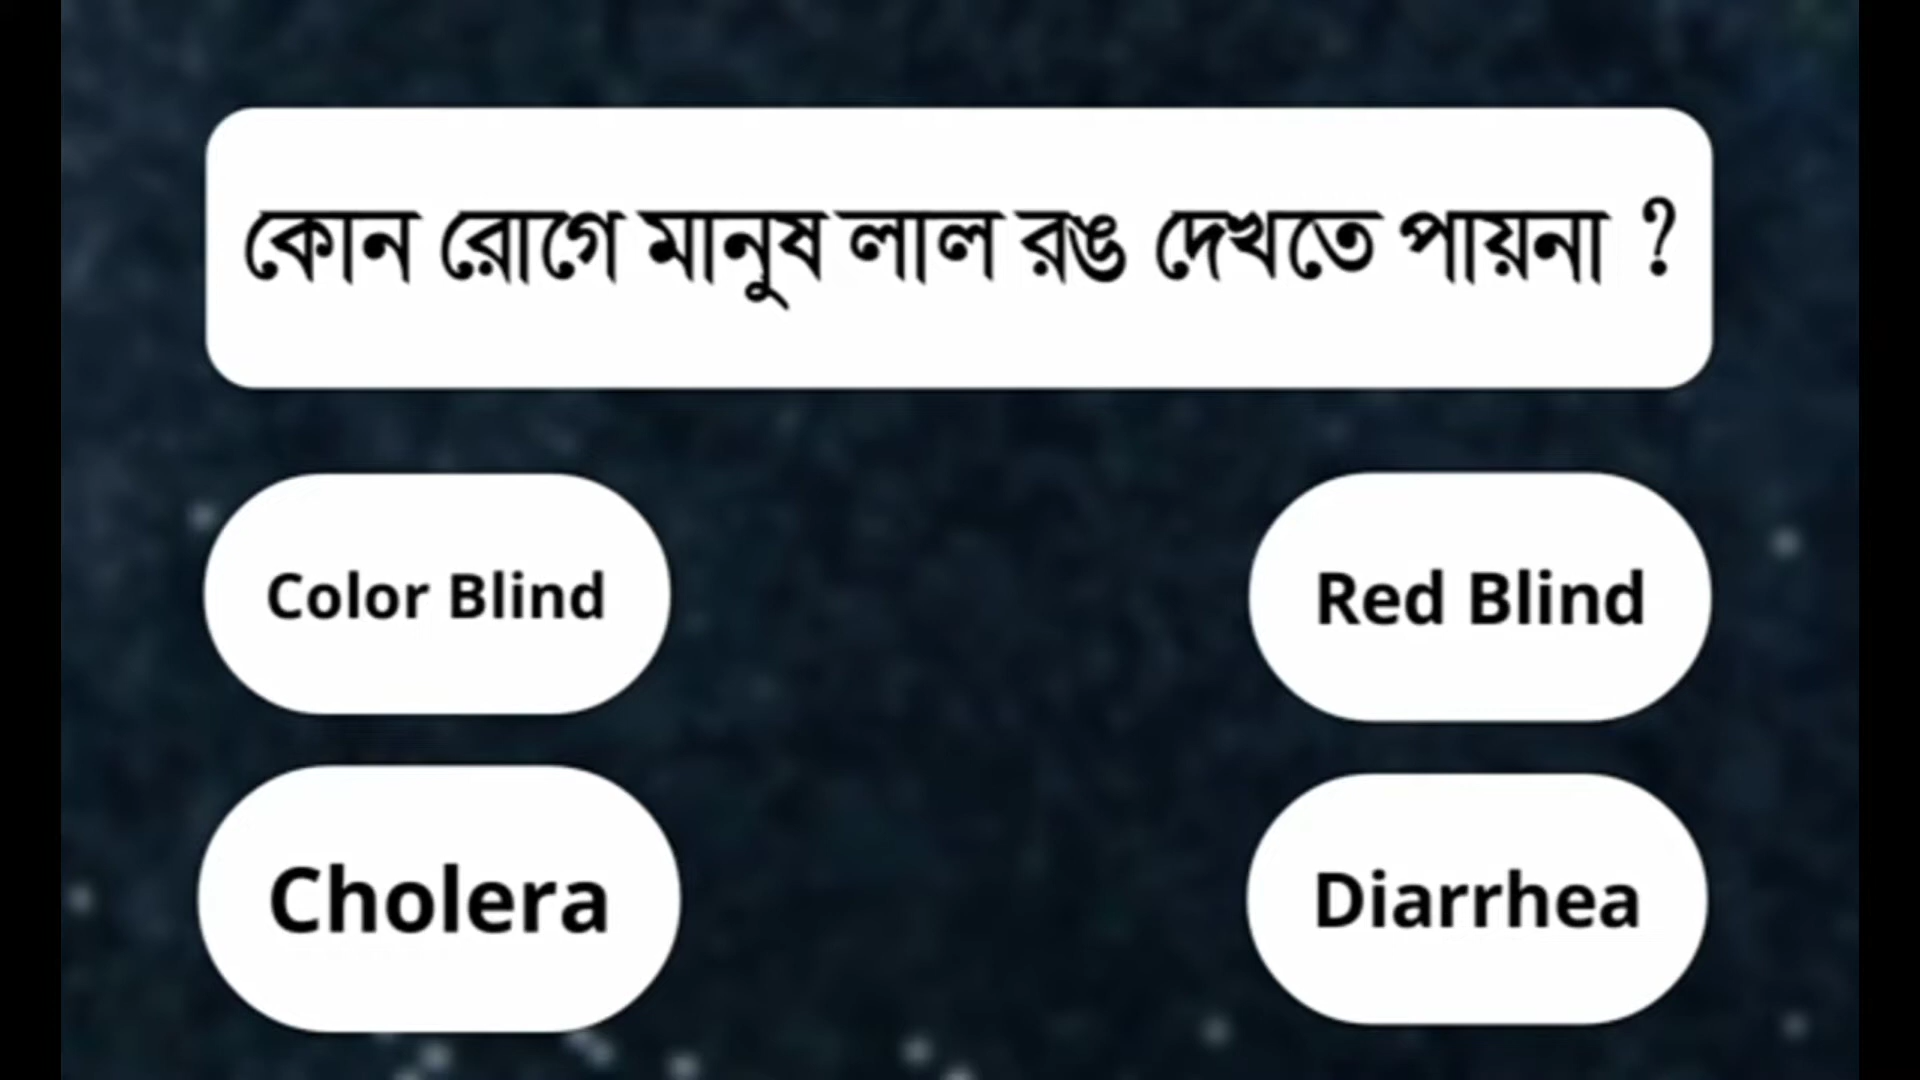 কোন রোগে মানুষ লাল রঙ দেখতে পায়না ?
Color Blind
Red Blind
Cholera
Diarrhea